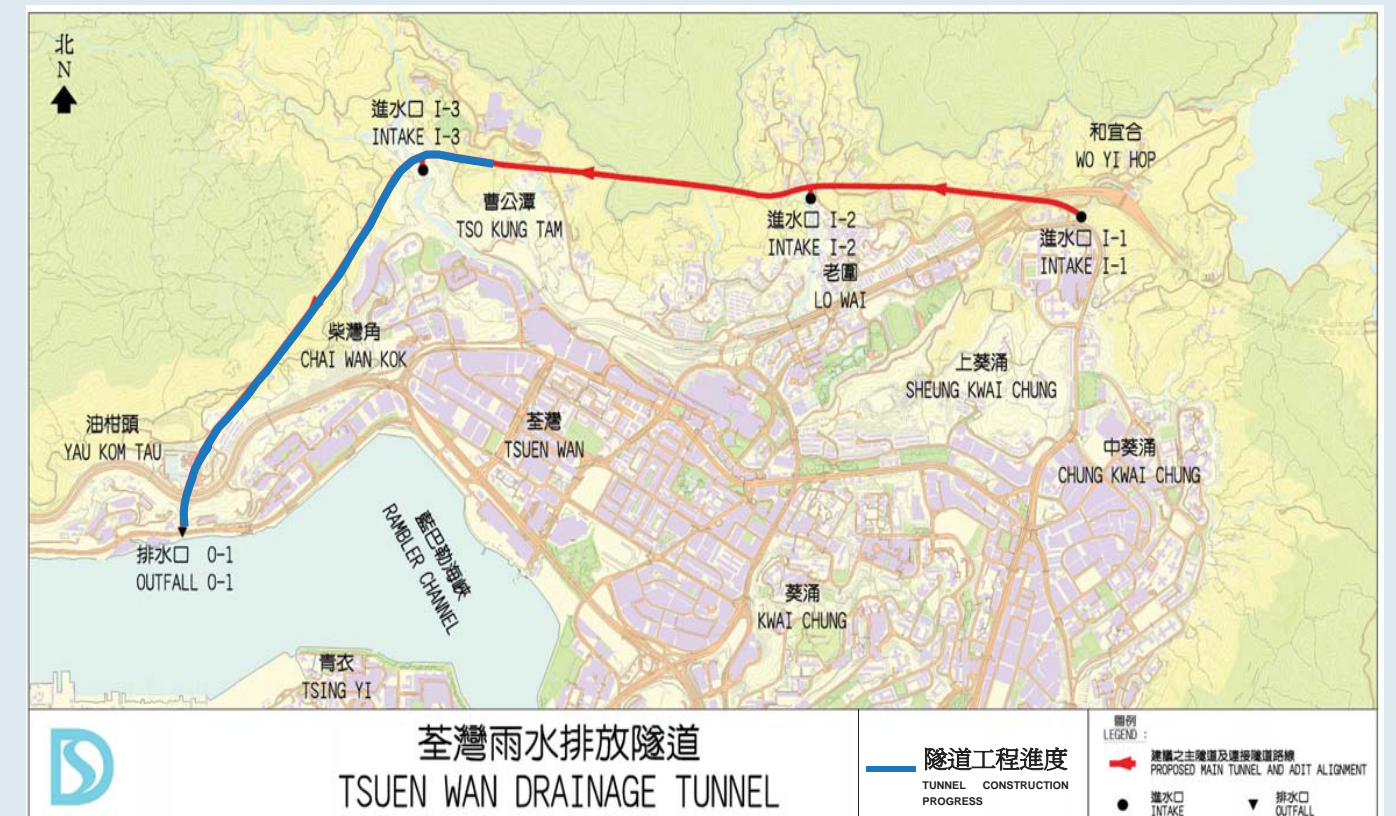 北
N
進水口 I-3
INTAKE I-3
和宜合
WO YI HOP
曹公潭
TSO KUNG TAM
進水口 I-2
INTAKE I-2
老圍
LO WAI
進水口 I-1
INTAKE I-1
柴灣角
CHAI WAN KOK
上葵涌
SHEUNG KWAI CHUNG
油柑頭
YAU KOM TAU
荃灣
TSUEN WAN
中葵涌
CHUNG KWAI CHUNG
藍巴勒海峽
RAMBLER CHANNEL
排水口 O-1
OUTFALL O-1
葵涌
KWAI CHUNG
青衣
TSING YI
荃灣雨水排放隧道
TSUEN WAN DRAINAGE TUNNEL
隧道工程進度
TUNNEL CONSTRUCTION
PROGRESS
圖例
LEGEND :
建議之主隧道及連接隧道路線
PROPOSED MAIN TUNNEL AND ADIT ALIGNMENT
進水口
INTAKE
排水口
OUTFALL